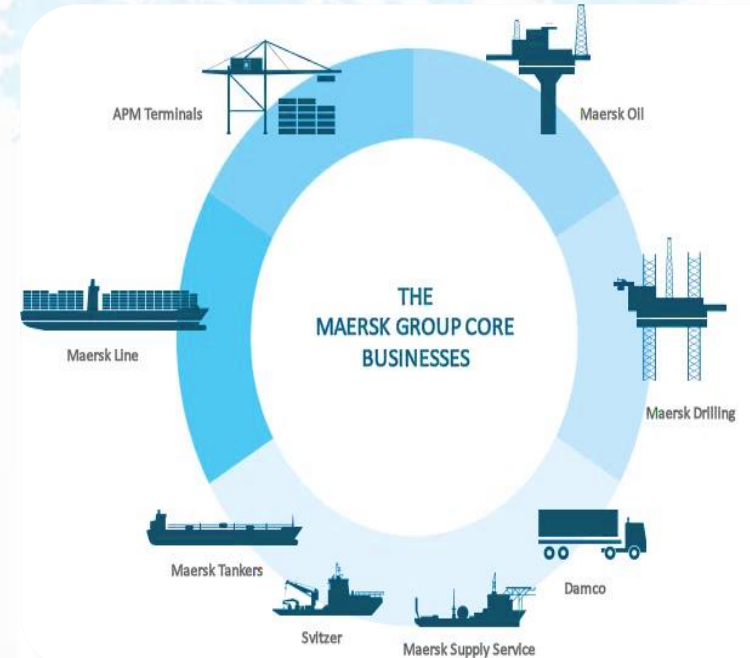 APM Terminals
Maersk Oil
THE
MAERSK GROUP CORE
BUSINESSES
Maersk Line
Maersk Drilling
Maersk Tankers
Damco
Svitzer
Maersk Supply Service